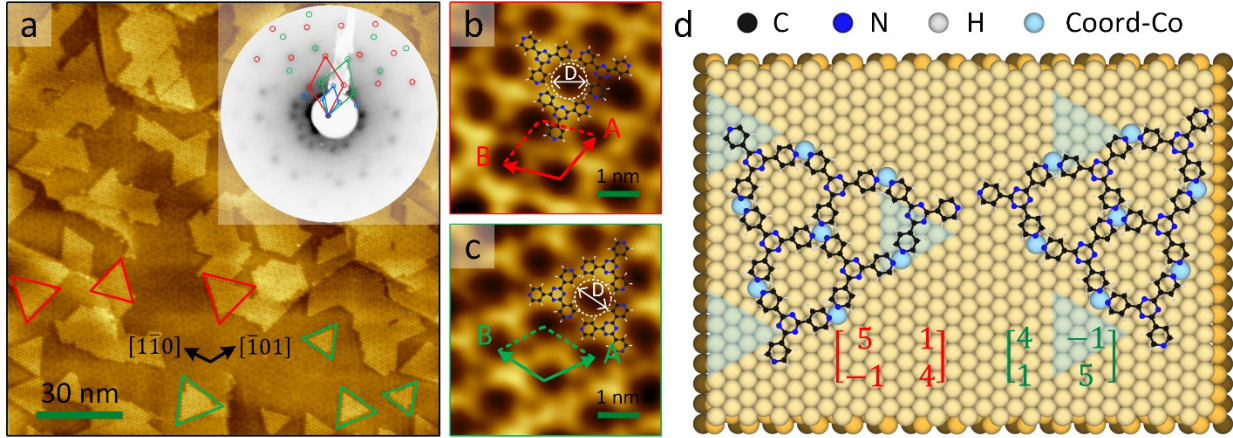 a
[11̄0] [1̄01]
30 nm
b
D
A
B
1 nm
c
D
A
B
1 nm
d
C N H Coord-Co
[5 1
−1 4]
[4 −1
1 5]